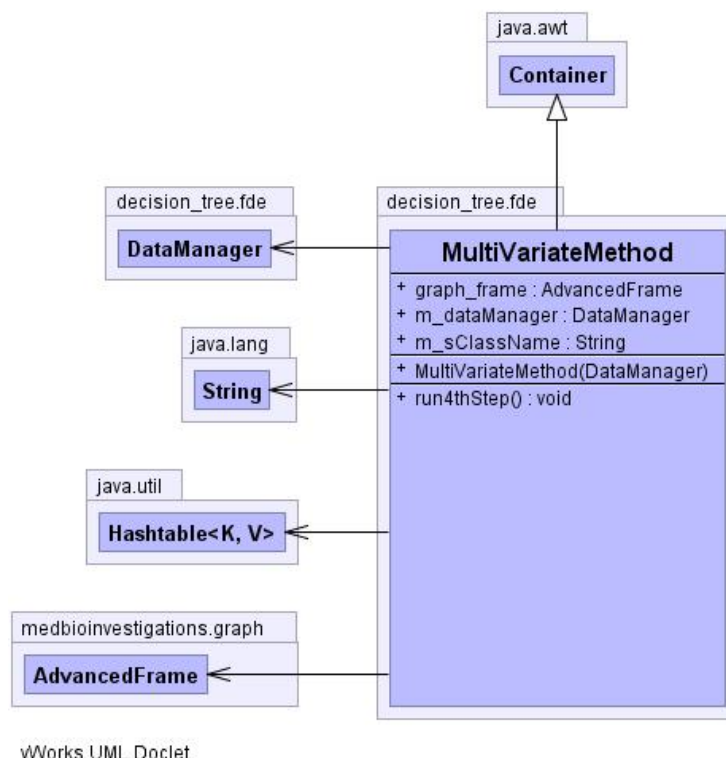 java.awt
Container
decision_tree.fde
DataManager
java.lang
String
java.util
Hashtable<K, V>
medbioinvestigations.graph
AdvancedFrame
decision_tree.fde
MultiVariateMethod
+ graph_frame : AdvancedFrame
+ m_dataManager : DataManager
+ m_sClassName : String
+ MultiVariateMethod(DataManager)
+ run4thStep() : void
yWorks UML Doclet